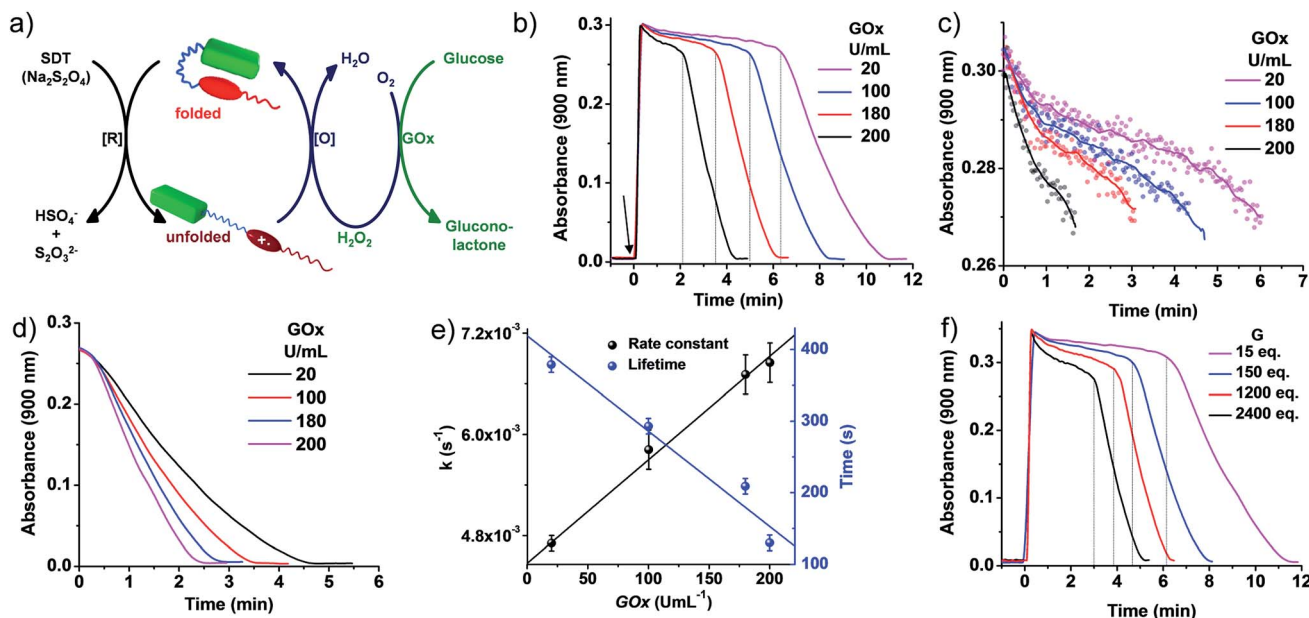 a)
SDT
(Na₂S₂O₄)
folded
H₂O
O₂
Glucose
[R]
[O]
GOx
HSO₄⁻
+
S₂O₃²⁻
unfolded
+.
H₂O₂
Glucono-
lactone
b)
Absorbance (900 nm)
0.3
0.2
0.1
0.0
0 2 4 6 8 10 12
Time (min)
GOx
U/mL
20
100
180
200
c)
Absorbance (900 nm)
0.30
0.28
0.26
0 1 2 3 4 5 6 7
Time (min)
GOx
U/mL
20
100
180
200
d)
Absorbance (900 nm)
0.3
0.2
0.1
0.0
0 1 2 3 4 5 6
Time (min)
GOx
U/mL
20
100
180
200
e)
k (s⁻¹)
7.2x10⁻³
6.0x10⁻³
4.8x10⁻³
Rate constant
Lifetime
0 50 100 150 200
GOx (UmL⁻¹)
400
300
200
100
Time (s)
f)
Absorbance (900 nm)
0.3
0.2
0.1
0.0
0 2 4 6 8 10 12
Time (min)
G
15 eq.
150 eq.
1200 eq.
2400 eq.